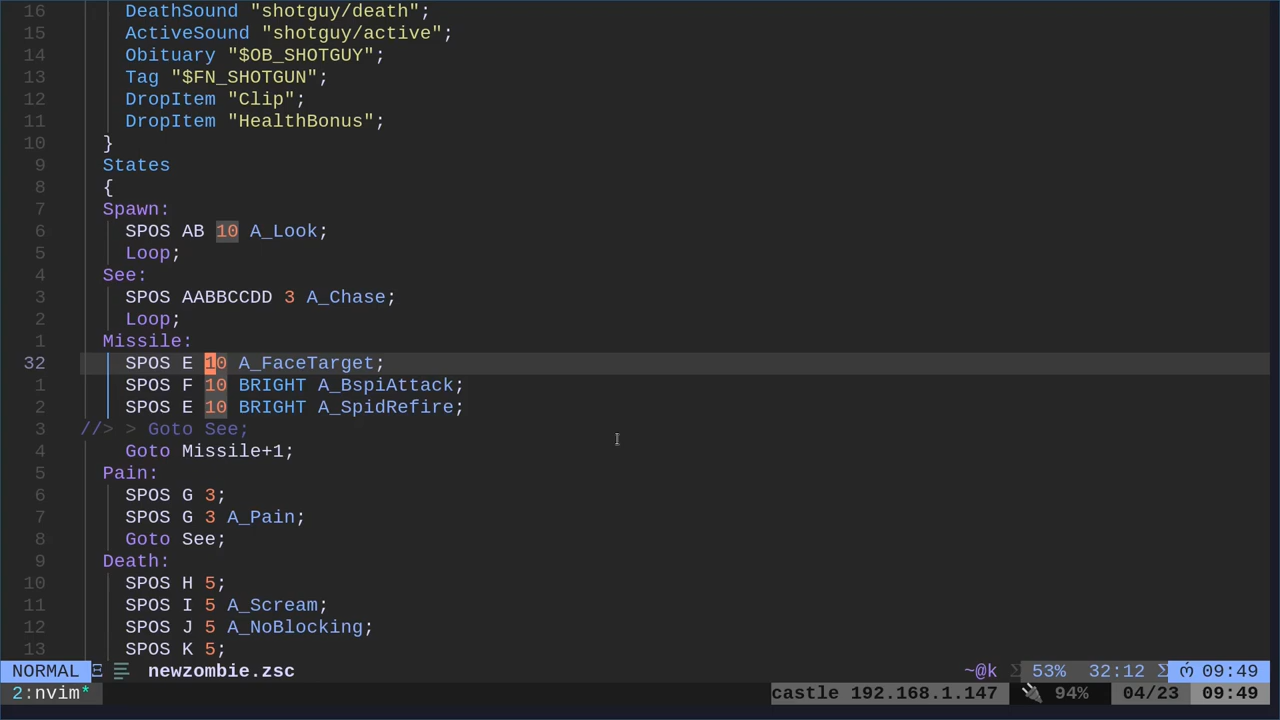 16 DeathSound "shotguy/death";
15 ActiveSound "shotguy/active";
14 Obituary "$OB_SHOTGUY";
13 Tag "$FN_SHOTGUN";
12 DropItem "Clip";
11 DropItem "HealthBonus";
10 }
9 States
8 {
7 Spawn:
6 SPOS AB 10 A_Look;
5 Loop;
4 See:
3 SPOS AABBCCDD 3 A_Chase;
2 Loop;
1 Missile:
32 SPOS E 10 A_FaceTarget;
1 SPOS F 10 BRIGHT A_BspiAttack;
2 SPOS E 10 BRIGHT A_SpidRefire;
3 //> > Goto See;
4 Goto Missile+1;
5 Pain:
6 SPOS G 3;
7 SPOS G 3 A_Pain;
8 Goto See;
9 Death:
10 SPOS H 5;
11 SPOS I 5 A_Scream;
12 SPOS J 5 A_NoBlocking;
13 SPOS K 5;
NORMAL newzombie.zsc ~@k 53% 32:12 09:49
2:nvim* castle 192.168.1.147 94% 04/23 09:49